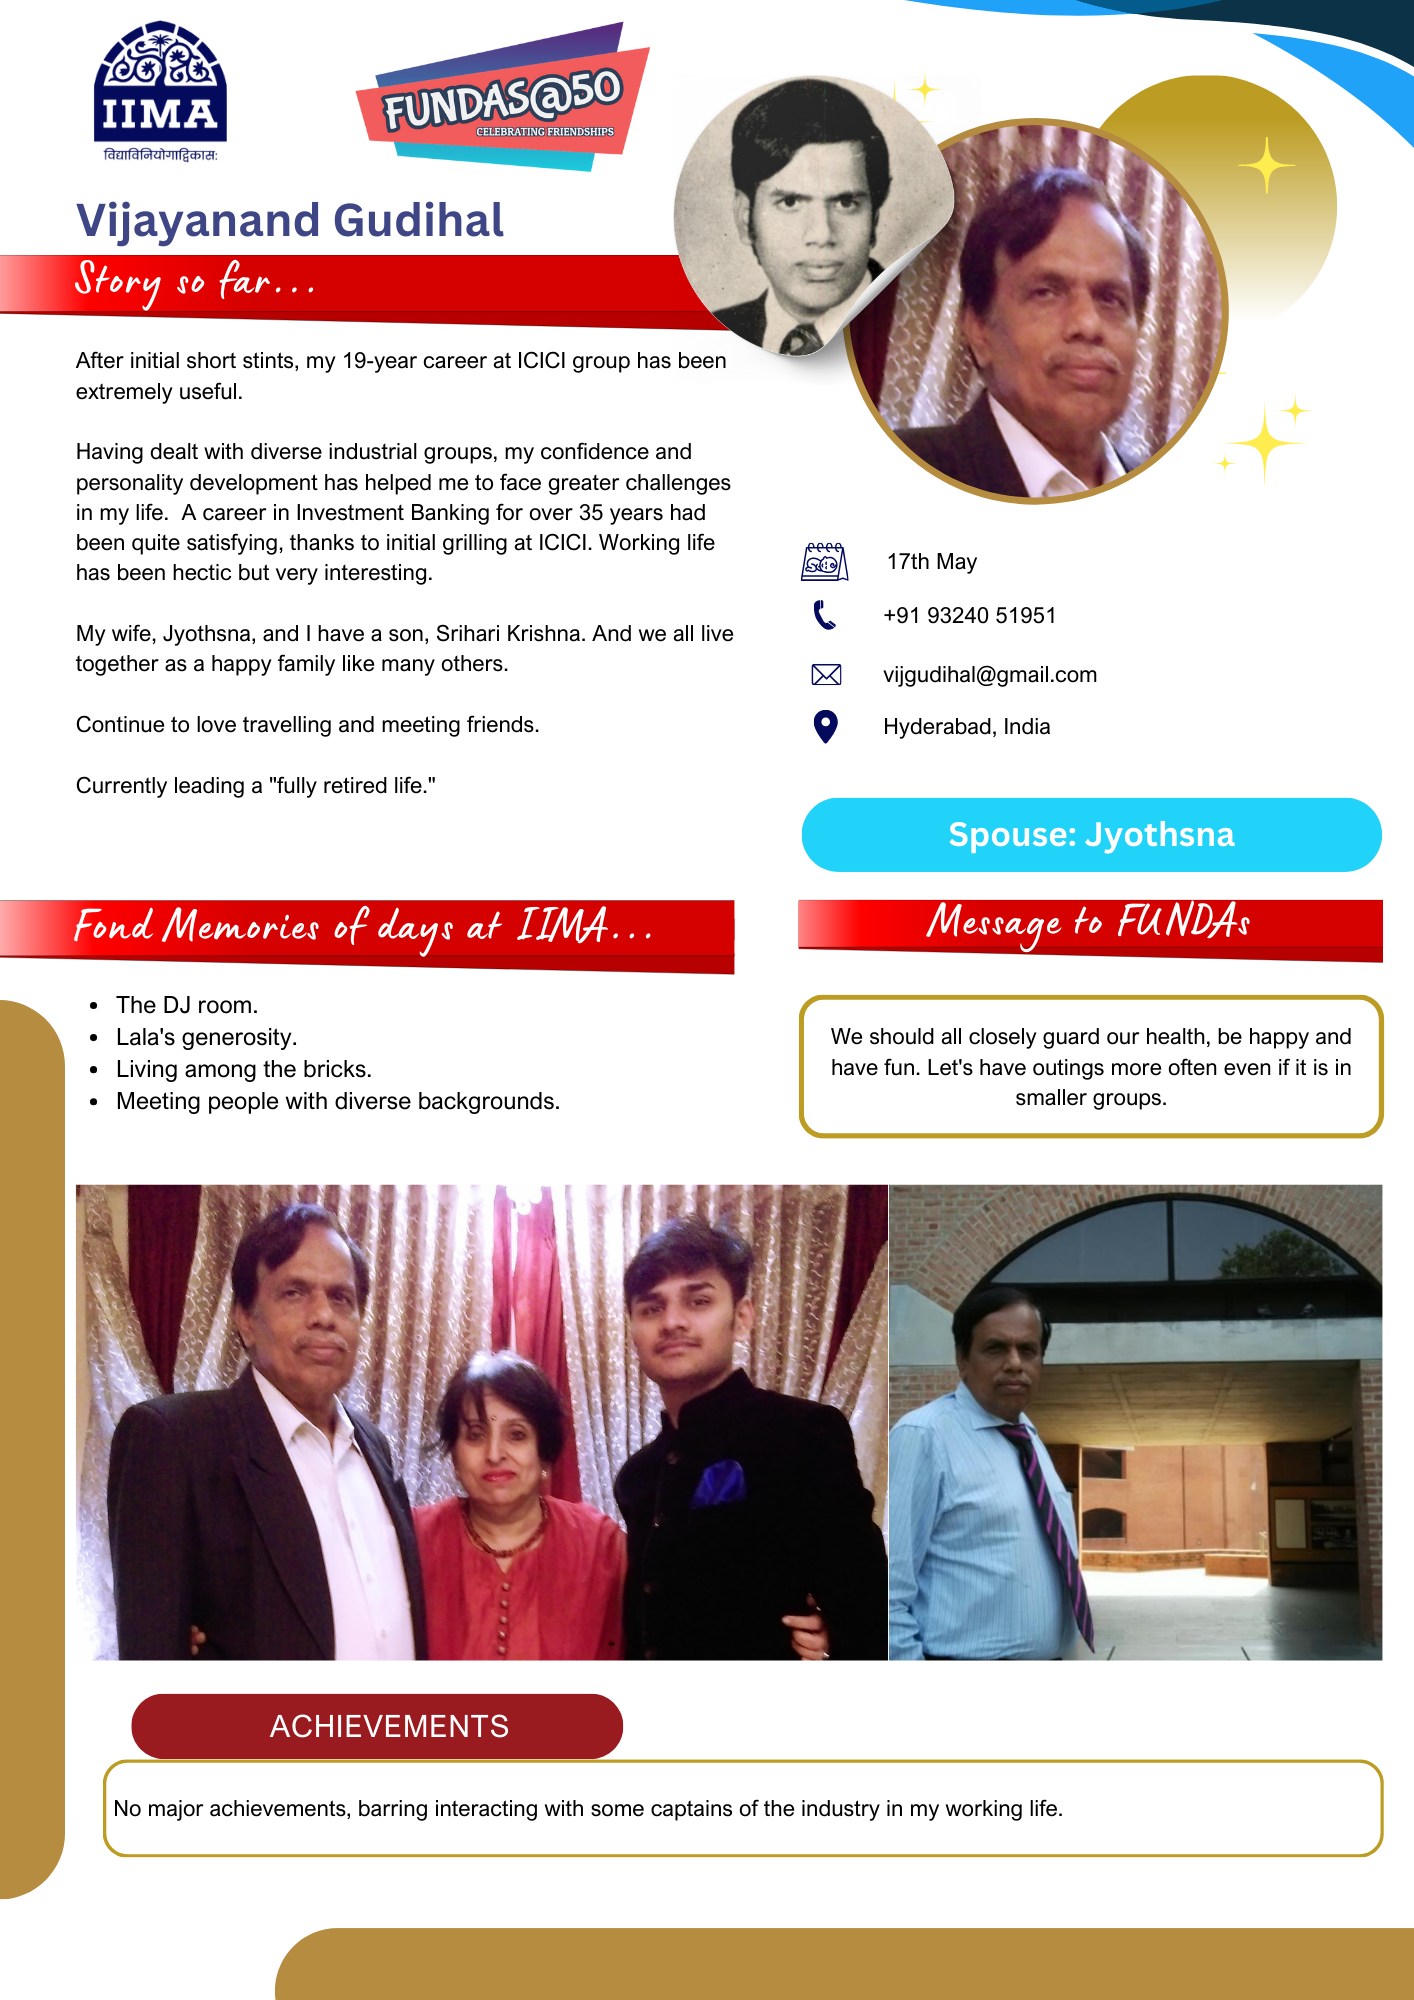 IIMA
विद्याविनियोगाद्विकासः
FUNDAS@50
CELEBRATING FRIENDSHIPS
Vijayanand Gudihal
Story so far...
After initial short stints, my 19-year career at ICICI group has been
extremely useful.
Having dealt with diverse industrial groups, my confidence and
personality development has helped me to face greater challenges
in my life.  A career in Investment Banking for over 35 years had
been quite satisfying, thanks to initial grilling at ICICI. Working life
has been hectic but very interesting.
My wife, Jyothsna, and I have a son, Srihari Krishna. And we all live
together as a happy family like many others.
Continue to love travelling and meeting friends.
Currently leading a "fully retired life."
17th May
+91 93240 51951
vijgudihal@gmail.com
Hyderabad, India
Spouse: Jyothsna
Fond Memories of days at IIMA...
• The DJ room.
• Lala's generosity.
• Living among the bricks.
• Meeting people with diverse backgrounds.
Message to FUNDAs
We should all closely guard our health, be happy and
have fun. Let's have outings more often even if it is in
smaller groups.
ACHIEVEMENTS
No major achievements, barring interacting with some captains of the industry in my working life.